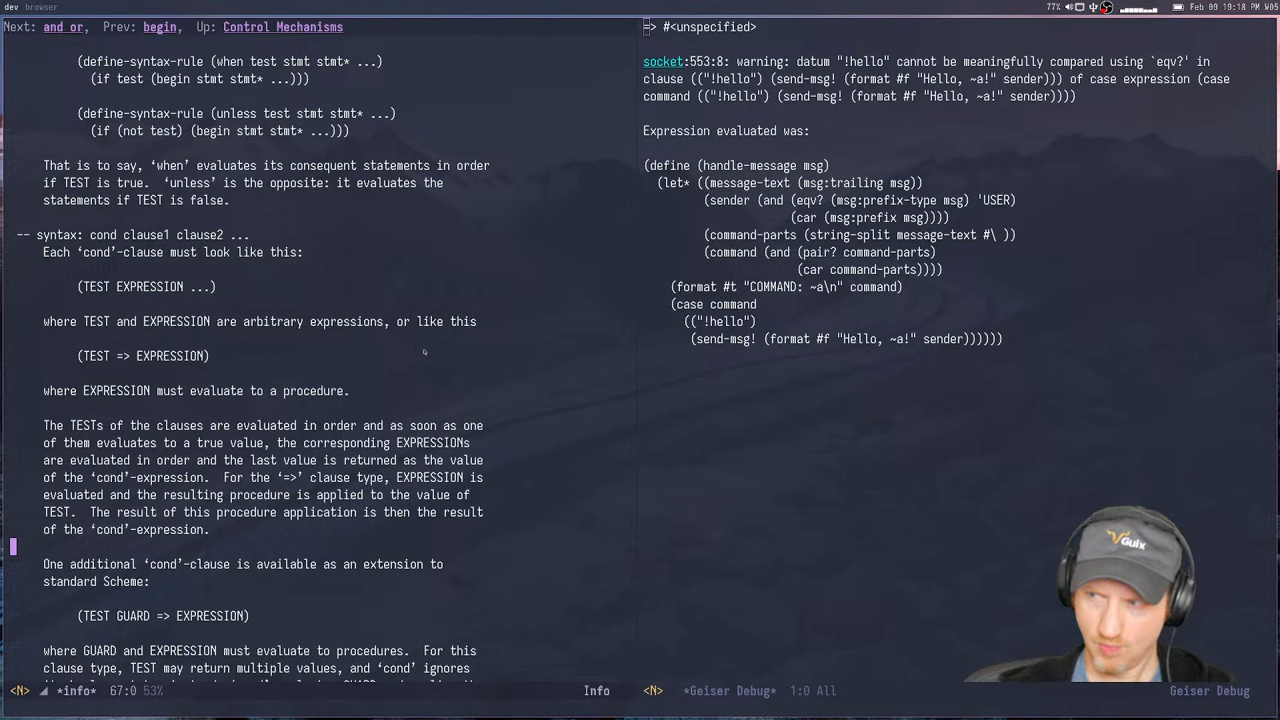 dev browser
77%
Feb 09 19:18 PM W05
Next: and or, Prev: begin, Up: Control Mechanisms
(define-syntax-rule (when test stmt stmt* ...)
(if test (begin stmt stmt* ...)))
(define-syntax-rule (unless test stmt stmt* ...)
(if (not test) (begin stmt stmt* ...)))
That is to say, ‘when’ evaluates its consequent statements in order
if TEST is true. ‘unless’ is the opposite: it evaluates the
statements if TEST is false.
-- syntax: cond clause1 clause2 ...
Each ‘cond’-clause must look like this:
(TEST EXPRESSION ...)
where TEST and EXPRESSION are arbitrary expressions, or like this
(TEST => EXPRESSION)
where EXPRESSION must evaluate to a procedure.
The TESTs of the clauses are evaluated in order and as soon as one
of them evaluates to a true value, the corresponding EXPRESSIONs
are evaluated in order and the last value is returned as the value
of the ‘cond’-expression. For the ‘=>’ clause type, EXPRESSION is
evaluated and the resulting procedure is applied to the value of
TEST. The result of this procedure application is then the result
of the ‘cond’-expression.
One additional ‘cond’-clause is available as an extension to
standard Scheme:
(TEST GUARD => EXPRESSION)
where GUARD and EXPRESSION must evaluate to procedures. For this
clause type, TEST may return multiple values, and ‘cond’ ignores
<N> *info* 67:0 53% Info
=> #<unspecified>
socket:553:8: warning: datum "!hello" cannot be meaningfully compared using `eqv?' in
clause (("!hello") (send-msg! (format #f "Hello, ~a!" sender))) of case expression (case
command (("!hello") (send-msg! (format #f "Hello, ~a!" sender))))
Expression evaluated was:
(define (handle-message msg)
(let* ((message-text (msg:trailing msg))
(sender (and (eqv? (msg:prefix-type msg) 'USER)
(car (msg:prefix msg))))
(command-parts (string-split message-text #\ ))
(command (and (pair? command-parts)
(car command-parts))))
(format #t "COMMAND: ~a\n" command)
(case command
(("!hello")
(send-msg! (format #f "Hello, ~a!" sender))))))
Guix
<N> *Geiser Debug* 1:0 All Geiser Debug